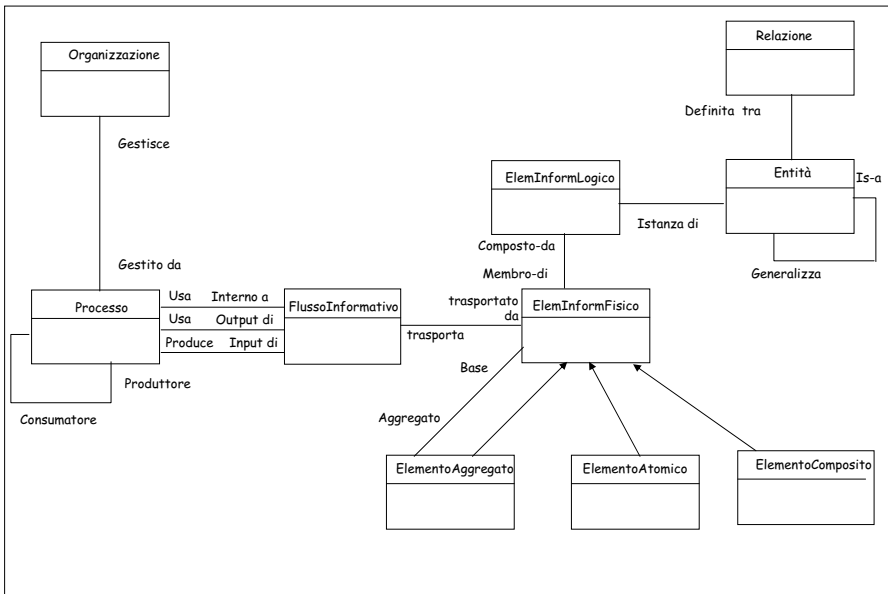 Organizzazione
Relazione
Definita tra
Gestisce
ElemInformLogico
Entità
Is-a
Istanza di
Composto-da
Gestito da
Membro-di
Generalizza
Processo
Usa Interno a
FlussoInformativo
trasportato
da
ElemInformFisico
Usa Output di
Produce Input di
trasporta
Base
Produttore
Consumatore
Aggregato
ElementoAggregato
ElementoAtomico
ElementoComposito